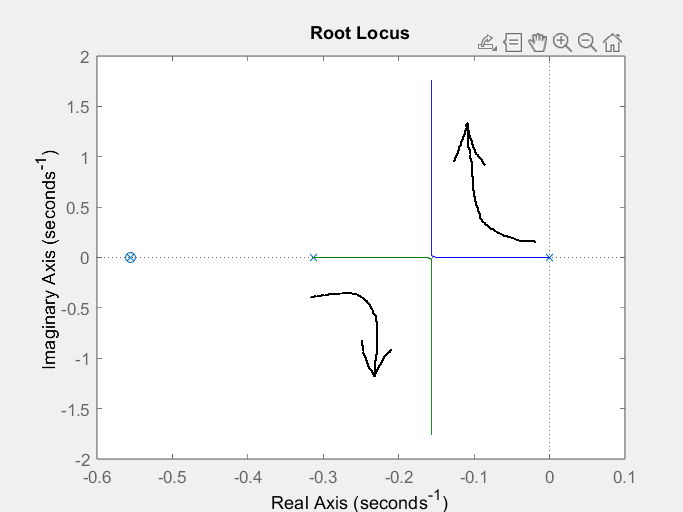 Root Locus
2
1.5
1
0.5
0
-0.5
-1
-1.5
-2
Imaginary Axis (seconds⁻¹)
-0.6 -0.5 -0.4 -0.3 -0.2 -0.1 0 0.1
Real Axis (seconds⁻¹)